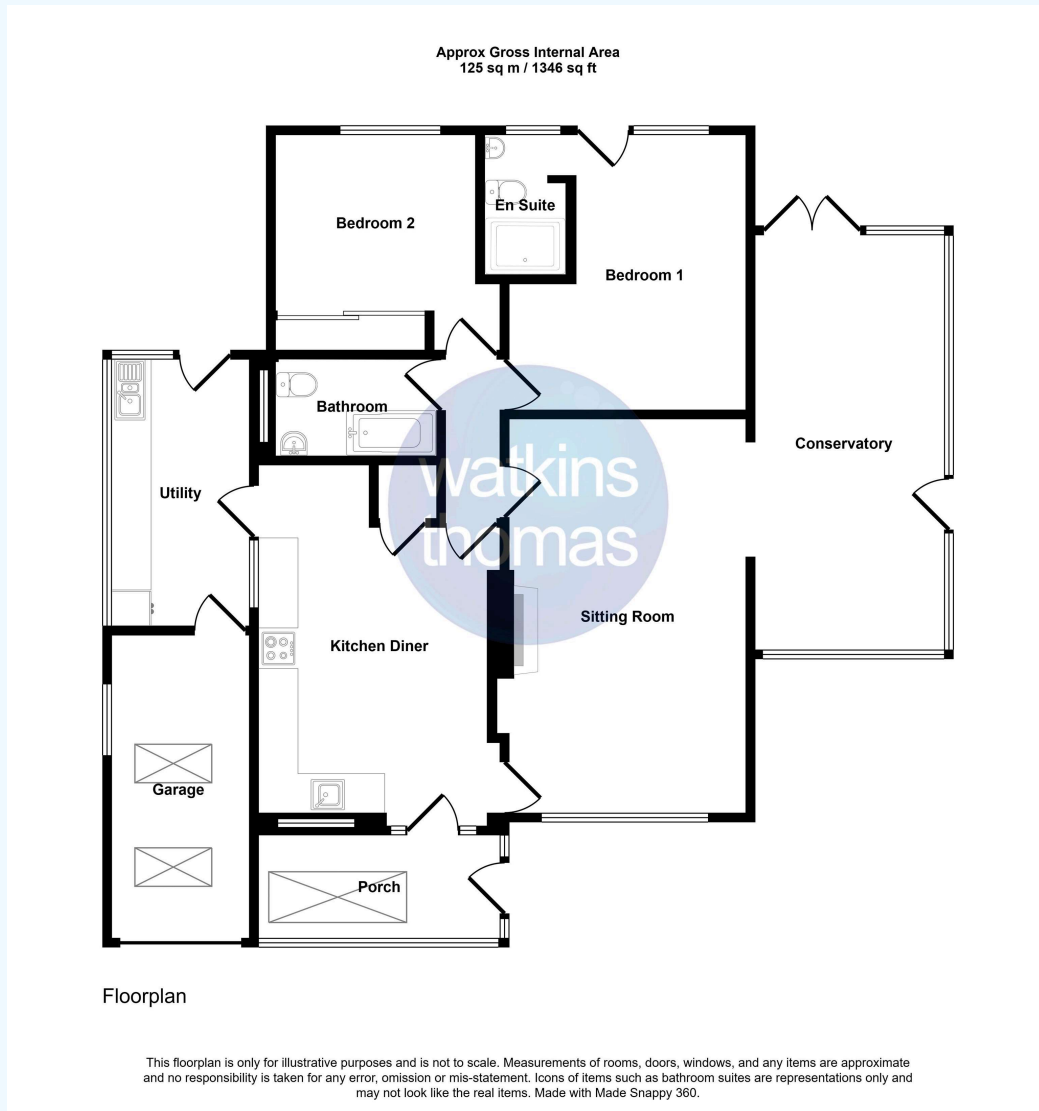 Approx Gross Internal Area
125 sq m / 1346 sq ft
Bedroom 2
En Suite
Bedroom 1
Bathroom
Conservatory
Utility
watkins
thomas
Sitting Room
Kitchen Diner
Garage
Porch
Floorplan
This floorplan is only for illustrative purposes and is not to scale. Measurements of rooms, doors, windows, and any items are approximate
and no responsibility is taken for any error, omission or mis-statement. Icons of items such as bathroom suites are representations only and
may not look like the real items. Made with Made Snappy 360.